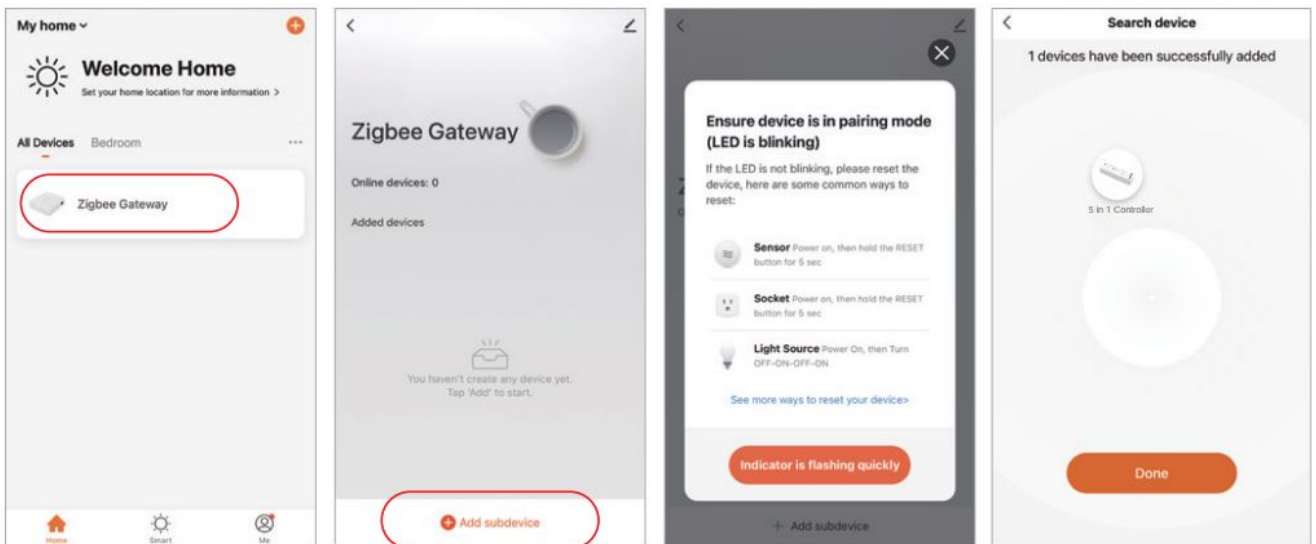 My home
Welcome Home
Set your home location for more information >
All Devices Bedroom ...
Zigbee Gateway
Home Smart Me
Zigbee Gateway
Online devices: 0
Added devices
You haven't create any device yet.
Tap 'Add' to start.
Add subdevice
Ensure device is in pairing mode
(LED is blinking)
If the LED is not blinking, please reset the
device, here are some common ways to
reset:
Sensor Power on, then hold the RESET
button for 5 sec
Socket Power on, then hold the RESET
button for 5 sec
Light Source Power On, then Turn
OFF-ON-OFF-ON
See more ways to reset your device>
Indicator is flashing quickly
+ Add subdevice
Search device
1 devices have been successfully added
5 in 1 Controller
Done